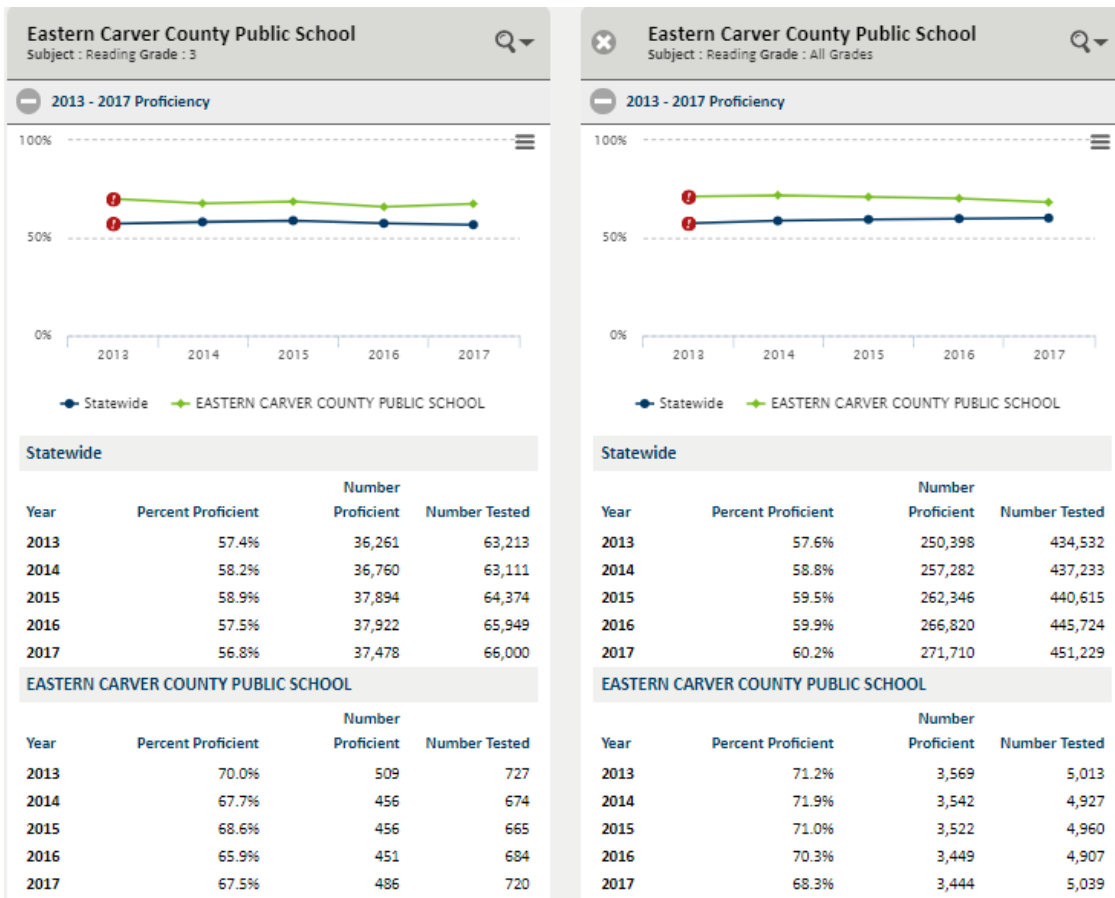 Eastern Carver County Public School
Subject : Reading Grade : 3
2013 - 2017 Proficiency
100%
50%
0%
2013 2014 2015 2016 2017
Statewide EASTERN CARVER COUNTY PUBLIC SCHOOL
Statewide
Year Percent Proficient Number Proficient Number Tested
2013 57.4% 36,261 63,213
2014 58.2% 36,760 63,111
2015 58.9% 37,894 64,374
2016 57.5% 37,922 65,949
2017 56.8% 37,478 66,000
EASTERN CARVER COUNTY PUBLIC SCHOOL
Year Percent Proficient Number Proficient Number Tested
2013 70.0% 509 727
2014 67.7% 456 674
2015 68.6% 456 665
2016 65.9% 451 684
2017 67.5% 486 720
Eastern Carver County Public School
Subject : Reading Grade : All Grades
2013 - 2017 Proficiency
100%
50%
0%
2013 2014 2015 2016 2017
Statewide EASTERN CARVER COUNTY PUBLIC SCHOOL
Statewide
Year Percent Proficient Number Proficient Number Tested
2013 57.6% 250,398 434,532
2014 58.8% 257,282 437,233
2015 59.5% 262,346 440,615
2016 59.9% 266,820 445,724
2017 60.2% 271,710 451,229
EASTERN CARVER COUNTY PUBLIC SCHOOL
Year Percent Proficient Number Proficient Number Tested
2013 71.2% 3,569 5,013
2014 71.9% 3,542 4,927
2015 71.0% 3,522 4,960
2016 70.3% 3,449 4,907
2017 68.3% 3,444 5,039